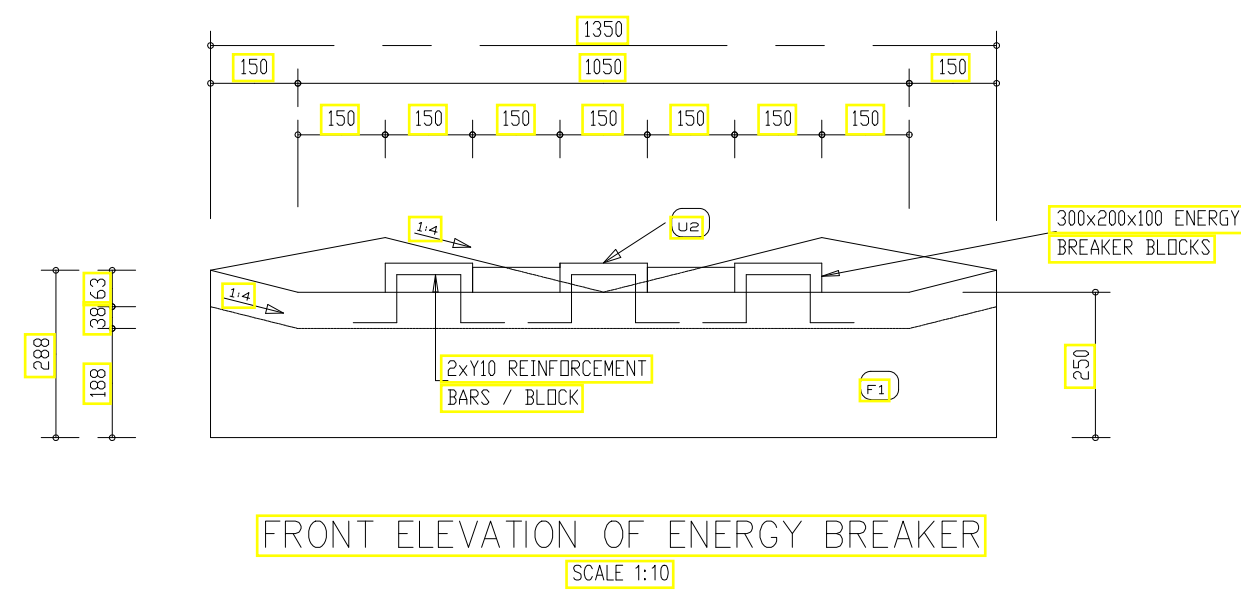 1350
150 1050 150
150 150 150 150 150 150 150
1:4
U2
300x200x100 ENERGY
BREAKER BLOCKS
63
1:4
38
288
188
2xY10 REINFORCEMENT
BARS / BLOCK
F1
250
FRONT ELEVATION OF ENERGY BREAKER
SCALE 1:10